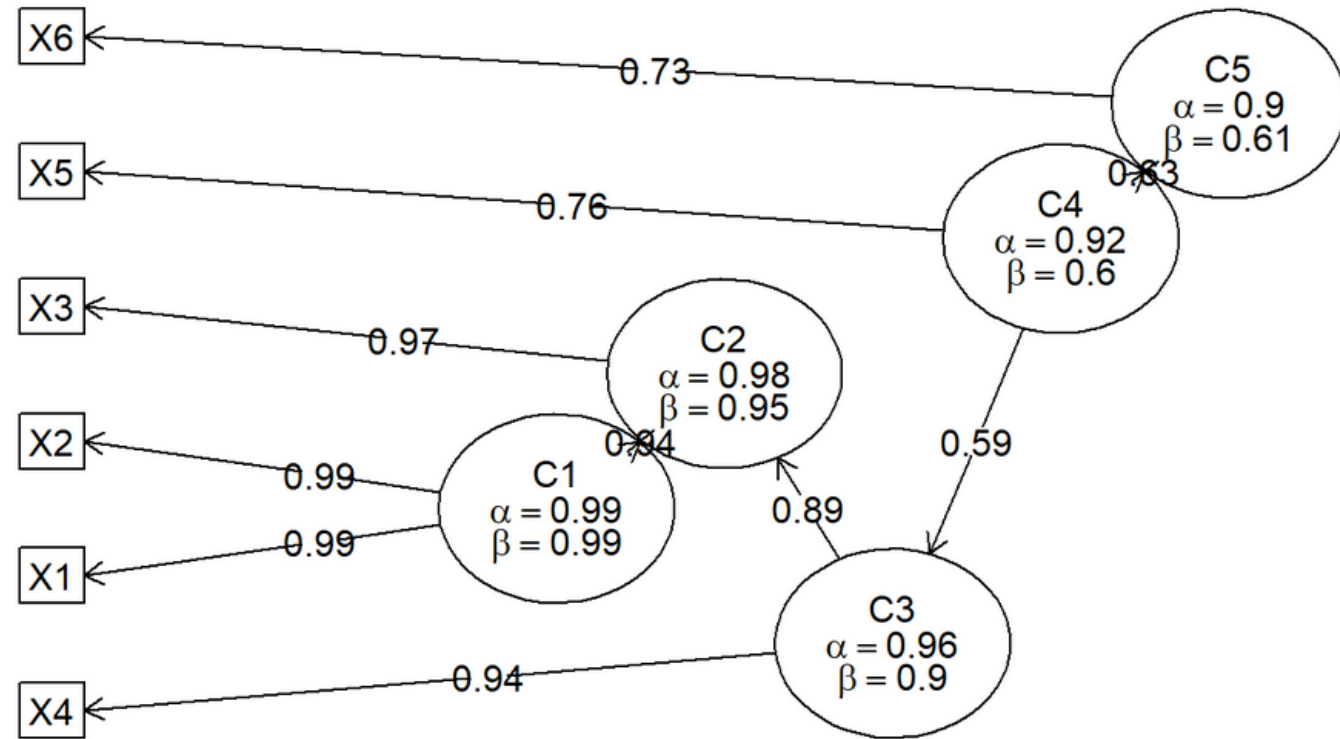 X6
0.73
C5
α = 0.9
β = 0.61
X5
0.76
0.63
C4
α = 0.92
β = 0.6
X3
0.97
C2
α = 0.98
β = 0.95
0.59
X2
0.99
0.94
C1
α = 0.99
β = 0.99
0.89
X1
0.99
C3
α = 0.96
β = 0.9
X4
0.94